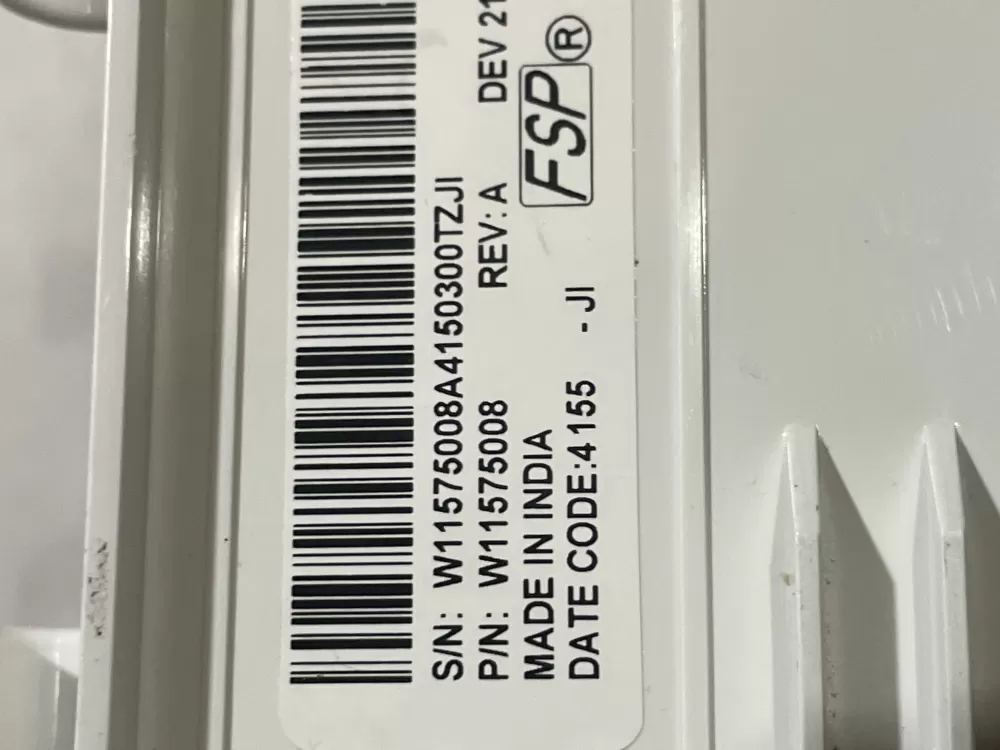 S/N: W11575008A4150300TZJI
P/N: W11575008 REV: A DEV 21
MADE IN INDIA
DATE CODE:4155 - JI
FSP®